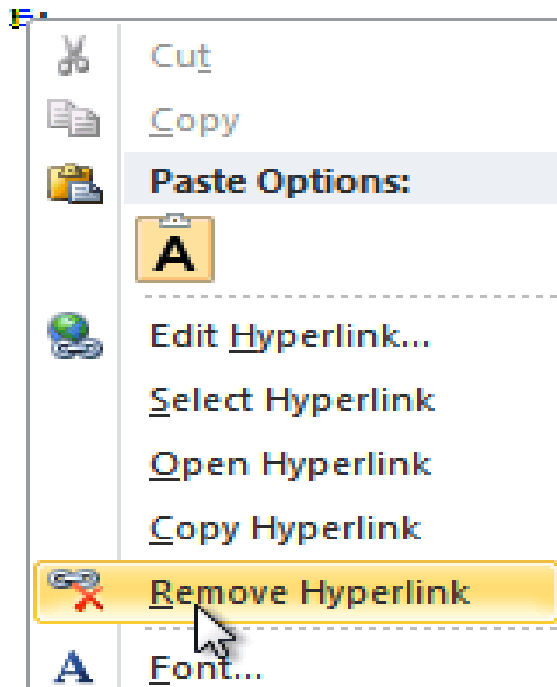 Cut
Copy
Paste Options:
A
Edit Hyperlink...
Select Hyperlink
Open Hyperlink
Copy Hyperlink
Remove Hyperlink
Font...